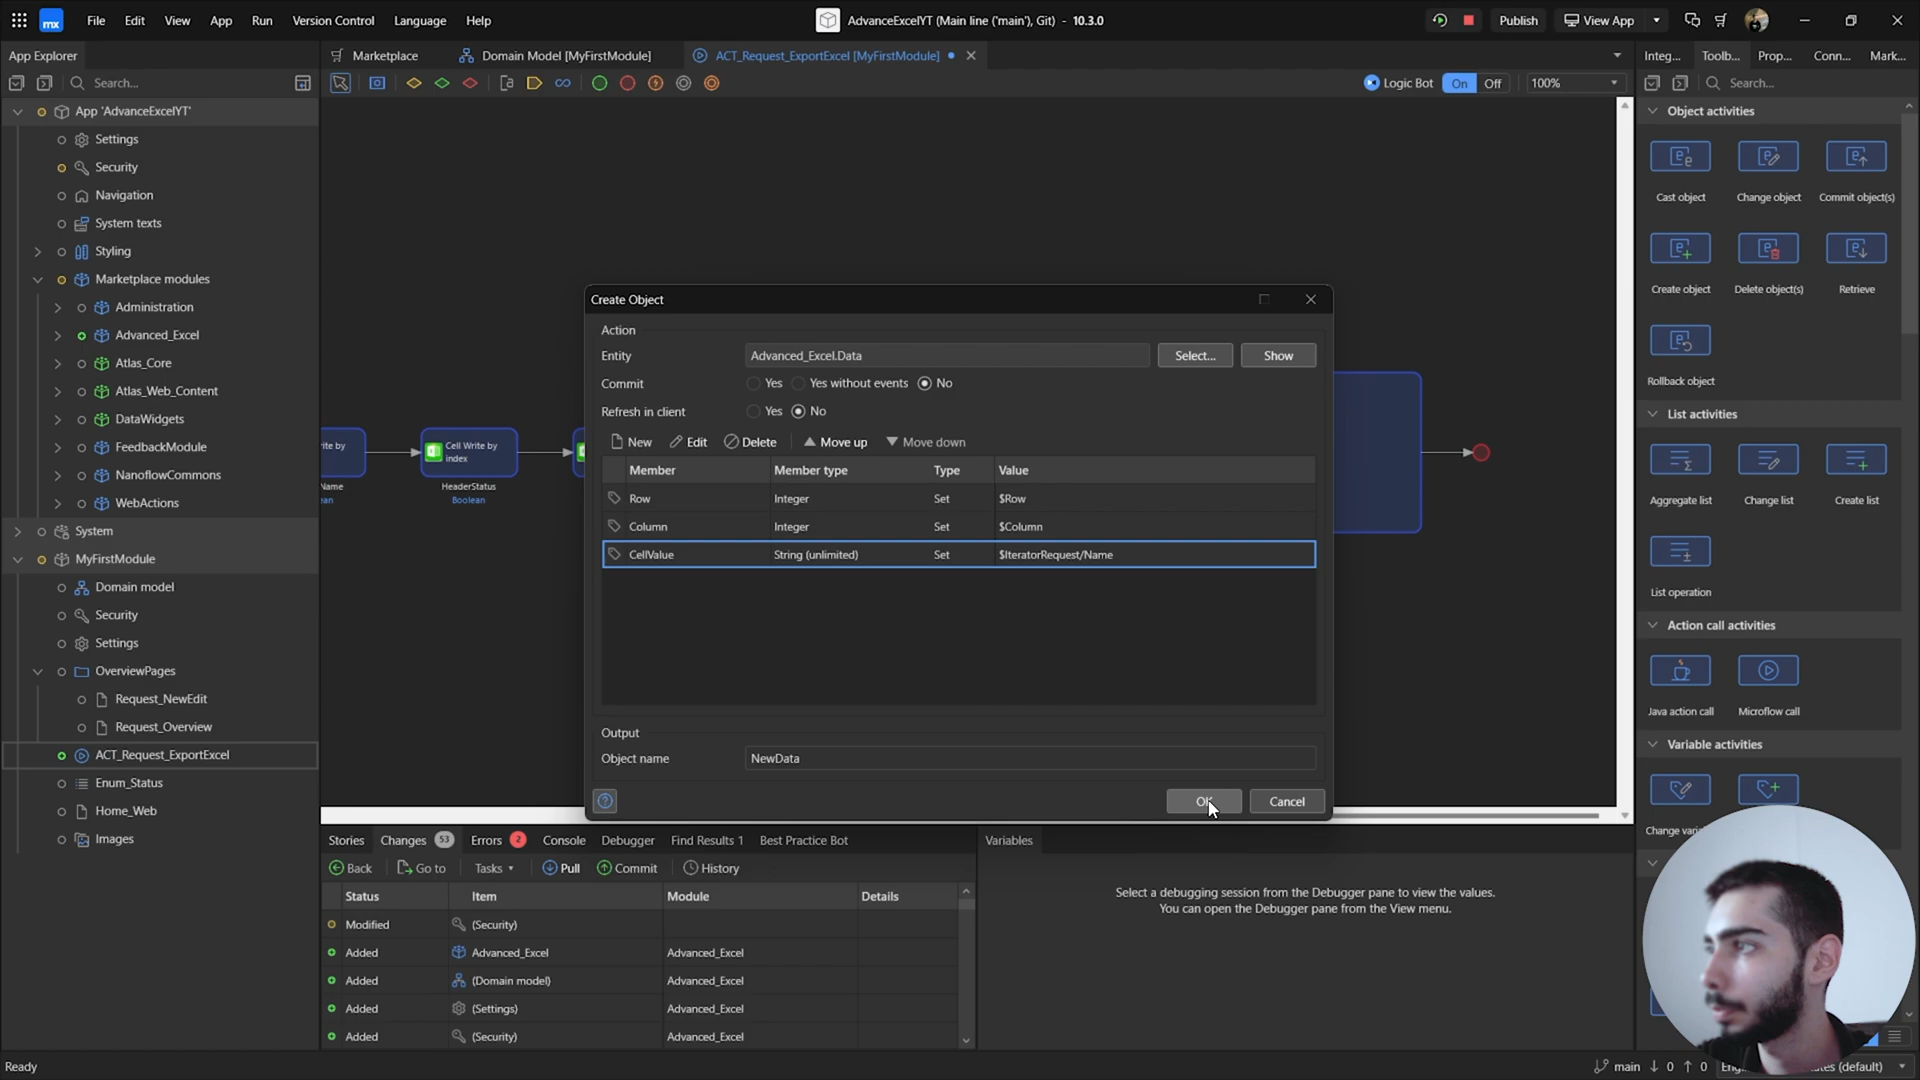 mx
File Edit View App Run Version Control Language Help
AdvanceExcelYT (Main line ('main'), Git) - 10.3.0
Publish
View App
App Explorer
Search...
App 'AdvanceExcelYT'
Settings
Security
Navigation
System texts
Styling
Marketplace modules
Administration
Advanced_Excel
Atlas_Core
Atlas_Web_Content
DataWidgets
FeedbackModule
NanoflowCommons
WebActions
System
MyFirstModule
Domain model
Security
Settings
OverviewPages
Request_NewEdit
Request_Overview
ACT_Request_ExportExcel
Enum_Status
Home_Web
Images
Marketplace
Domain Model [MyFirstModule]
ACT_Request_ExportExcel [MyFirstModule]
Logic Bot On Off
100%
Cell Write by
index
HeaderStatus
Boolean
Create Object
Action
Entity Advanced_Excel.Data Select... Show
Commit Yes Yes without events No
Refresh in client Yes No
New Edit Delete Move up Move down
Member Member type Type Value
Row Integer Set $Row
Column Integer Set $Column
CellValue String (unlimited) Set $IteratorRequest/Name
Output
Object name NewData
OK Cancel
Integ... Toolb... Prop... Conn... Mark...
Search...
Object activities
Cast object Change object Commit object(s)
Create object Delete object(s) Retrieve
Rollback object
List activities
Aggregate list Change list Create list
List operation
Action call activities
Java action call Microflow call
Variable activities
Stories Changes 53 Errors 2 Console Debugger Find Results 1 Best Practice Bot
Back Go to Tasks Pull Commit History
Status Item Module Details
Modified (Security)
Added Advanced_Excel Advanced_Excel
Added (Domain model) Advanced_Excel
Added (Settings) Advanced_Excel
Added (Security) Advanced_Excel
Variables
Select a debugging session from the Debugger pane to view the values.
You can open the Debugger pane from the View menu.
Ready
main 0 0
(default)